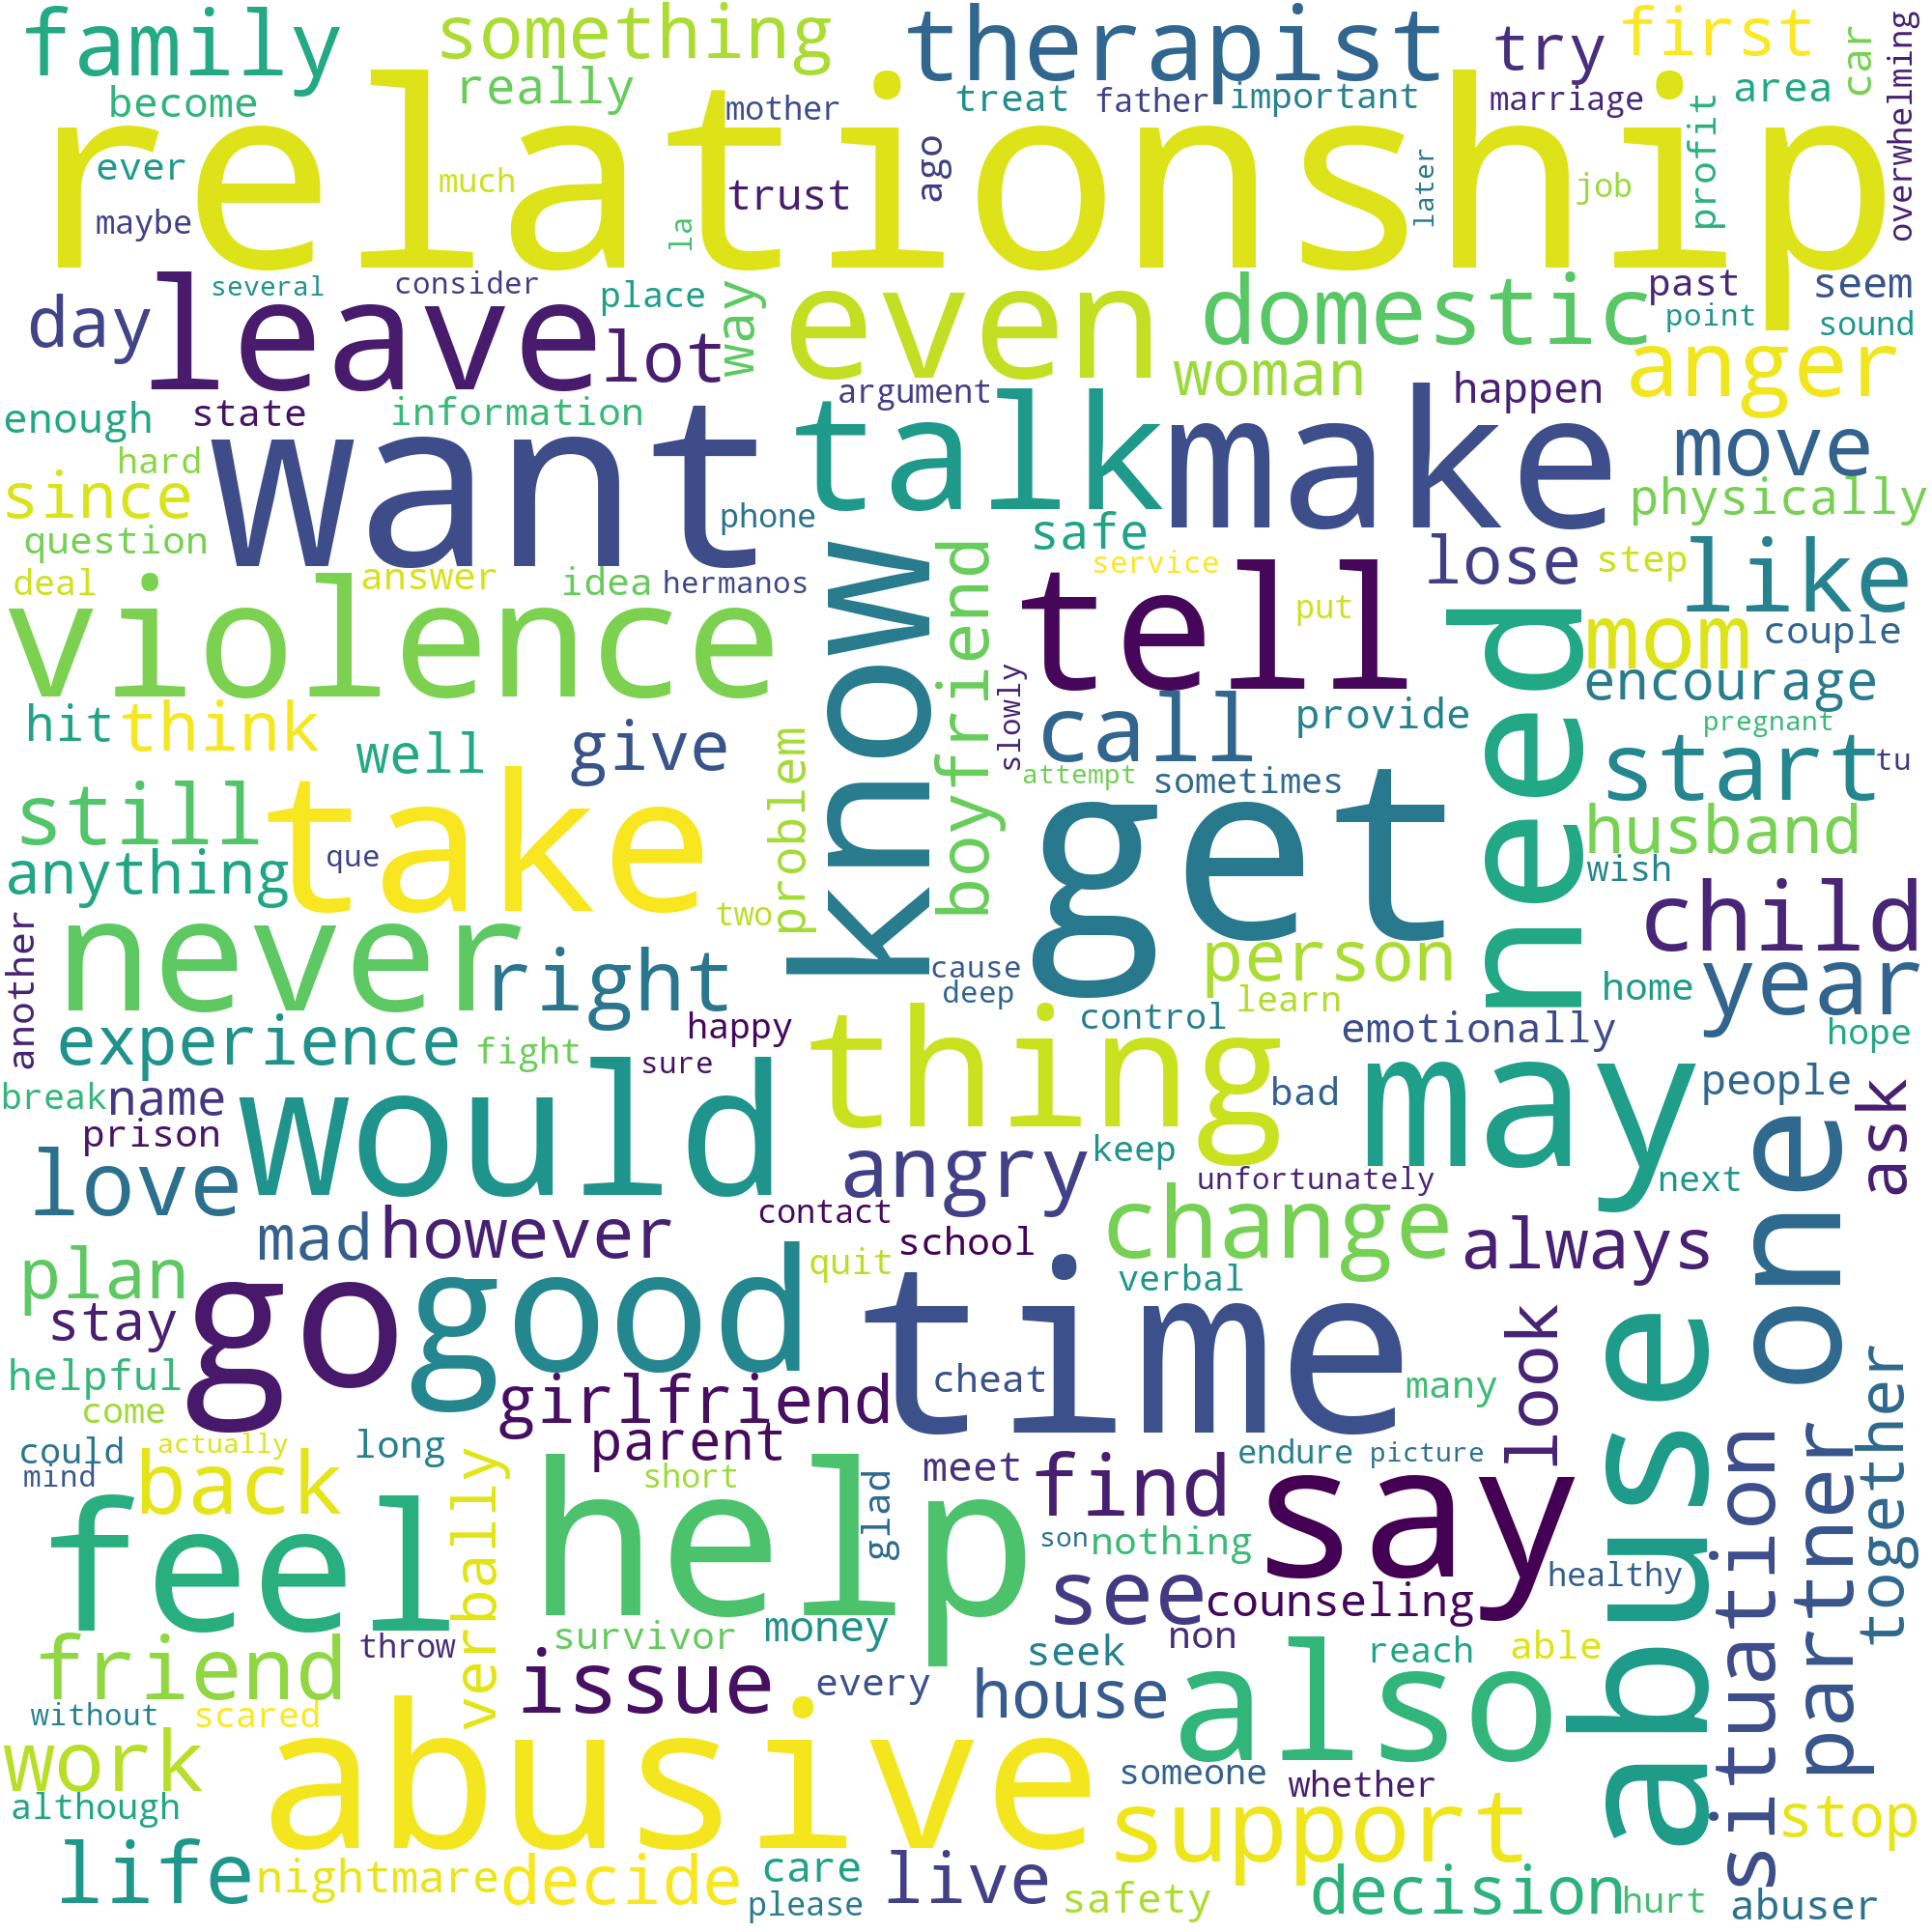 family
something
therapist
try
first
car
overwhelming
become
really
mother
treat
father
important
marriage
area
profit
relationship
ever
maybe
much
la
trust
ago
later
job
day
several
leave
consider
place
lot
way
even
domestic
past
point
seem
sound
anger
woman
argument
happen
enough
state
information
want
talk
make
move
physically
hard
since
question
phone
safe
lose
step
like
deal
answer
idea
hermanos
service
violence
know
boyfriend
tell
put
need
mom
couple
encourage
hit
think
well
give
problem
slowly
call
provide
pregnant
start
tu
attempt
sometimes
still
take
que
anything
two
get
husband
wish
child
never
right
another
cause
deep
person
learn
home
year
experience
fight
happy
sure
control
emotionally
hope
thing
may
break
name
prison
would
bad
people
ask
one
love
angry
keep
unfortunately
next
mad
however
contact
school
change
always
plan
stay
go
good
quit
verbal
time
look
abuse
helpful
come
girlfriend
cheat
many
together
could
actually
long
parent
mind
back
verbally
short
glad
meet
find
endure
picture
say
situation
partner
feel
help
son
nothing
healthy
see
counseling
friend
throw
survivor
money
seek
non
reach
able
issue
every
house
also
without
scared
work
although
abusive
someone
whether
support
stop
life
nightmare
decide
care
please
live
safety
decision
hurt
abuser